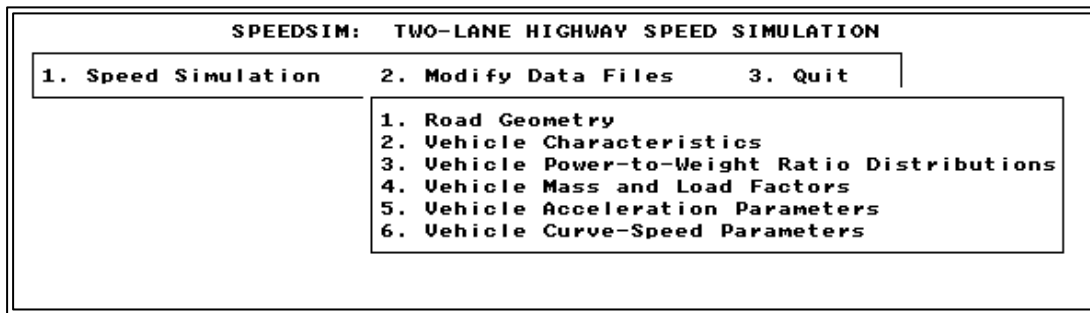 SPEEDSIM: TWO-LANE HIGHWAY SPEED SIMULATION
1. Speed Simulation 2. Modify Data Files 3. Quit
1. Road Geometry
2. Vehicle Characteristics
3. Vehicle Power-to-Weight Ratio Distributions
4. Vehicle Mass and Load Factors
5. Vehicle Acceleration Parameters
6. Vehicle Curve-Speed Parameters